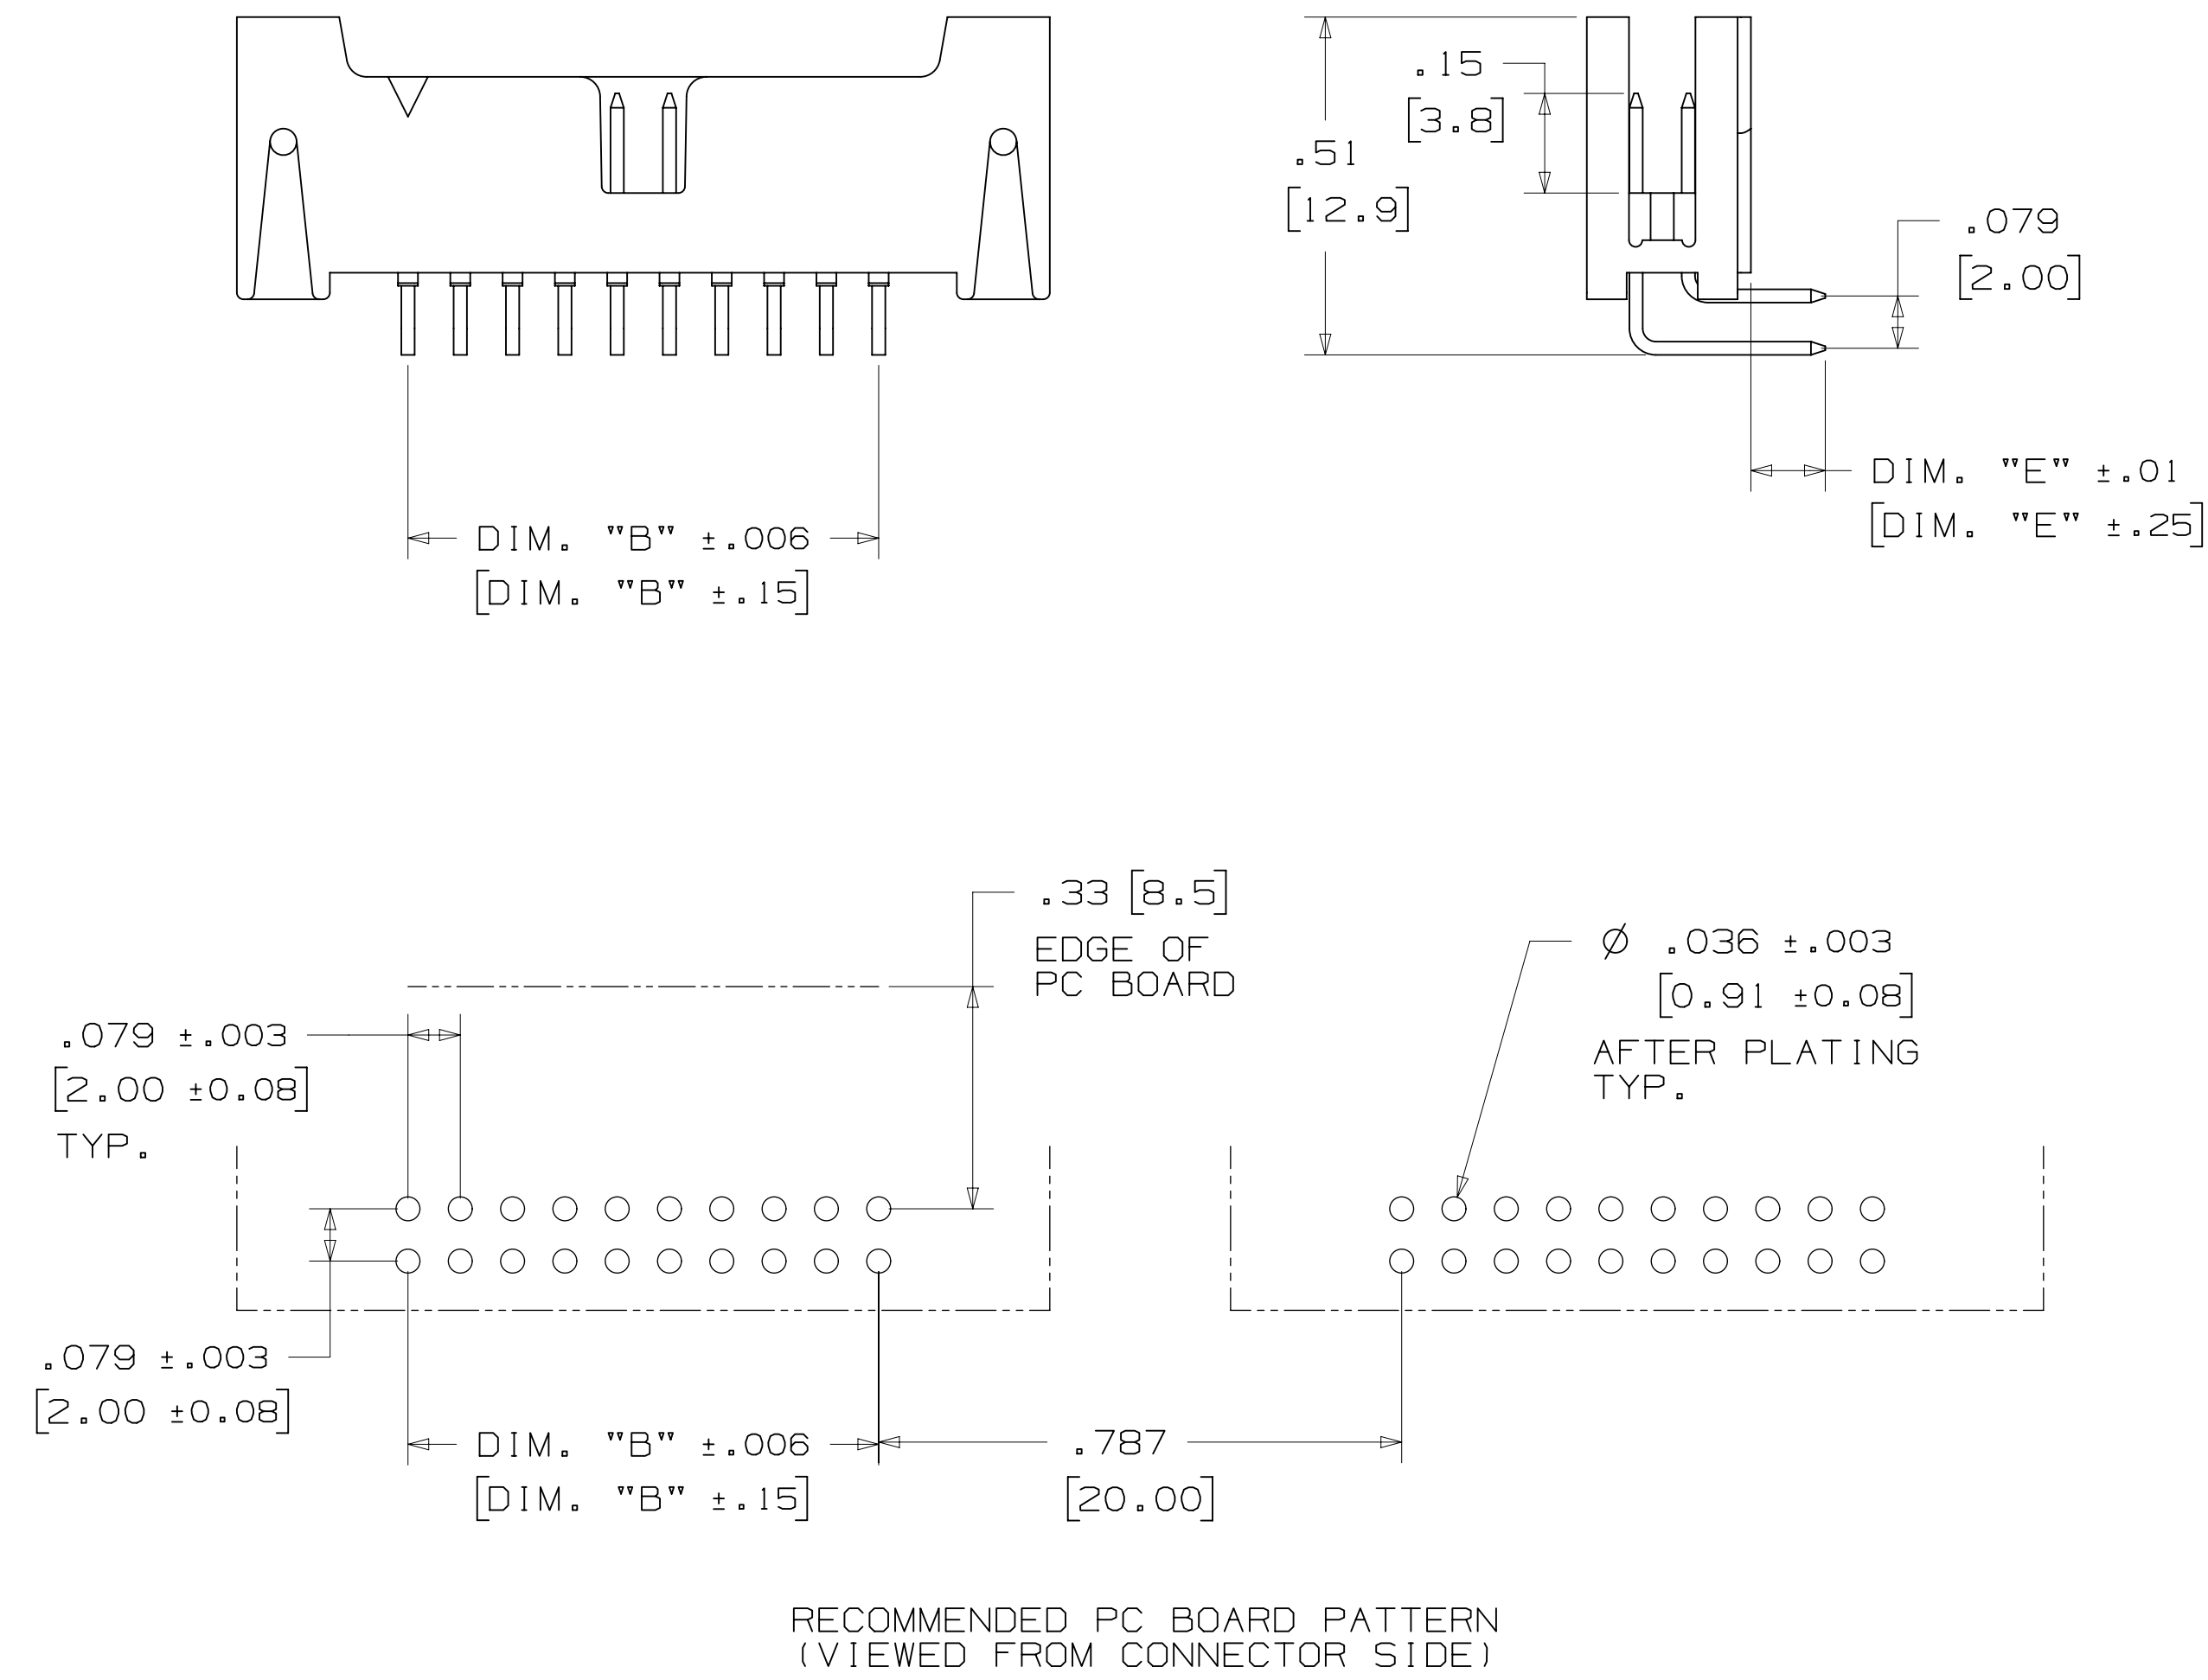 .15
[3.8]
.51
[12.9]
.079
[2.00]
DIM. "E" ±.01
[DIM. "E" ±.25]
DIM. "B" ±.006
[DIM. "B" ±.15]
.33 [8.5]
EDGE OF
PC BOARD
Ø .036 ±.003
[0.91 ±0.08]
AFTER PLATING
TYP.
.079 ±.003
[2.00 ±0.08]
TYP.
.079 ±.003
[2.00 ±0.08]
DIM. "B" ±.006
[DIM. "B" ±.15]
.787
[20.00]
RECOMMENDED PC BOARD PATTERN
(VIEWED FROM CONNECTOR SIDE)